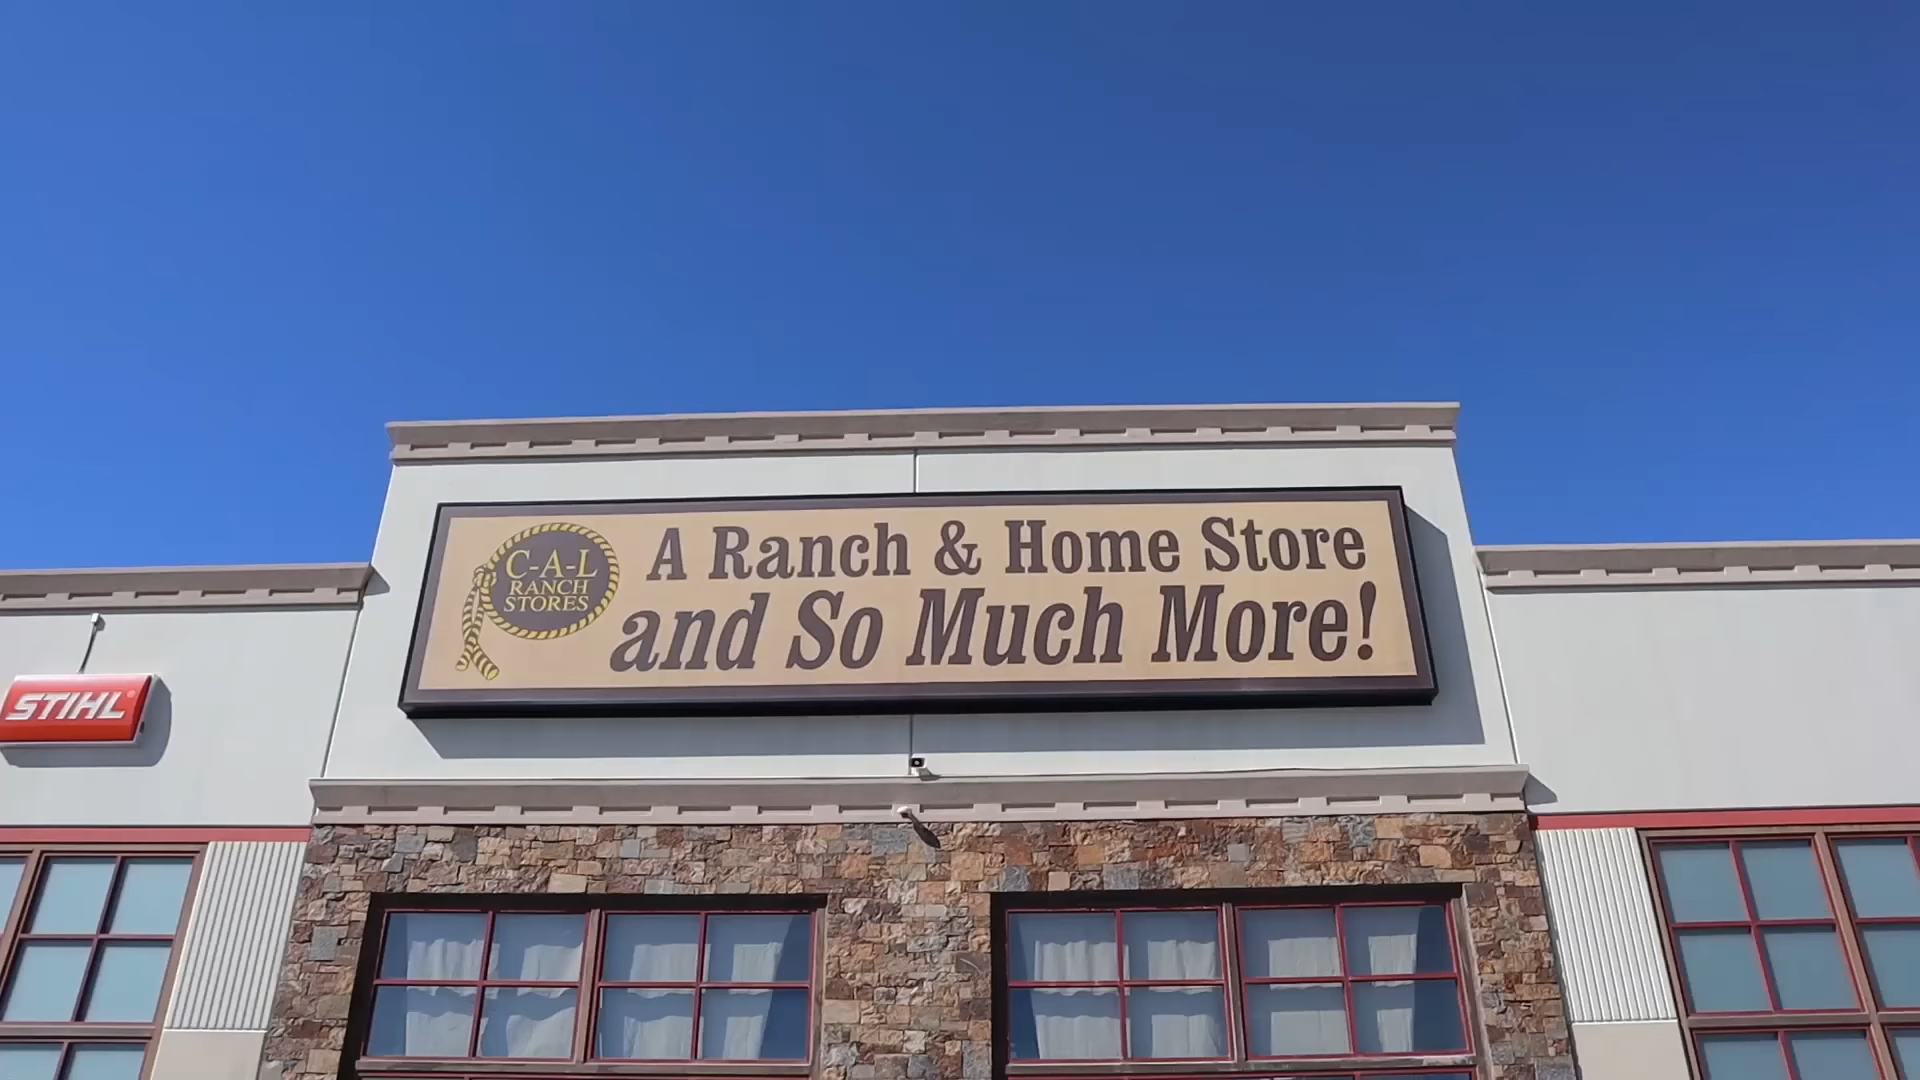 C-A-L
RANCH
STORES
A Ranch & Home Store
and So Much More!
STIHL®